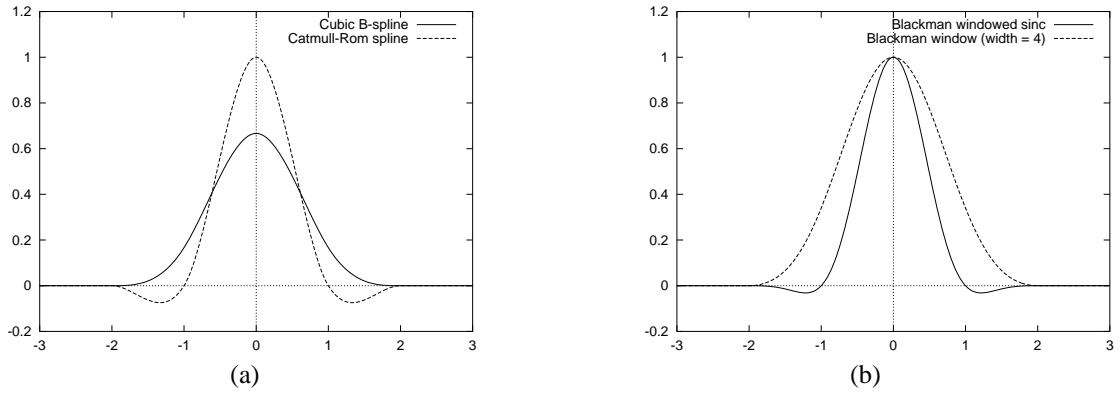 1.2
1
0.8
0.6
0.4
0.2
0
-0.2
-3 -2 -1 0 1 2 3
Cubic B-spline
Catmull-Rom spline
(a)
1.2
1
0.8
0.6
0.4
0.2
0
-0.2
-3 -2 -1 0 1 2 3
Blackman windowed sinc
Blackman window (width = 4)
(b)